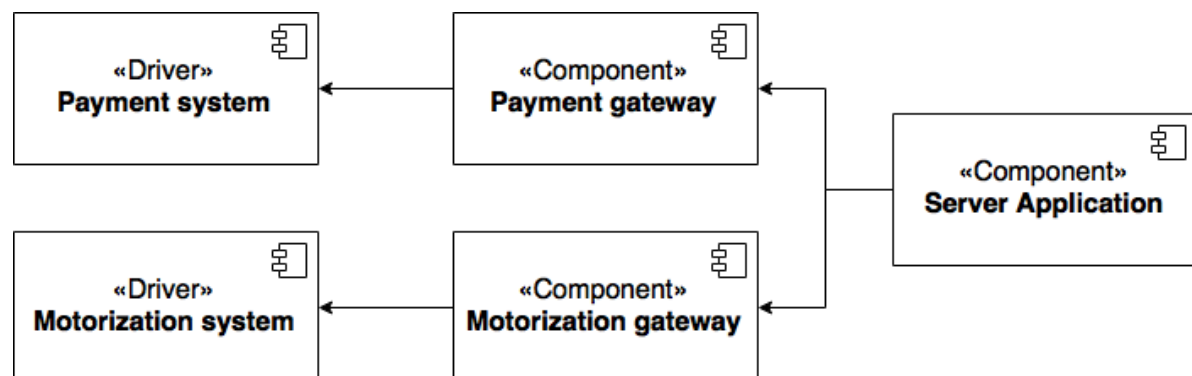 «Driver»
Payment system
«Component»
Payment gateway
«Component»
Server Application
«Driver»
Motorization system
«Component»
Motorization gateway